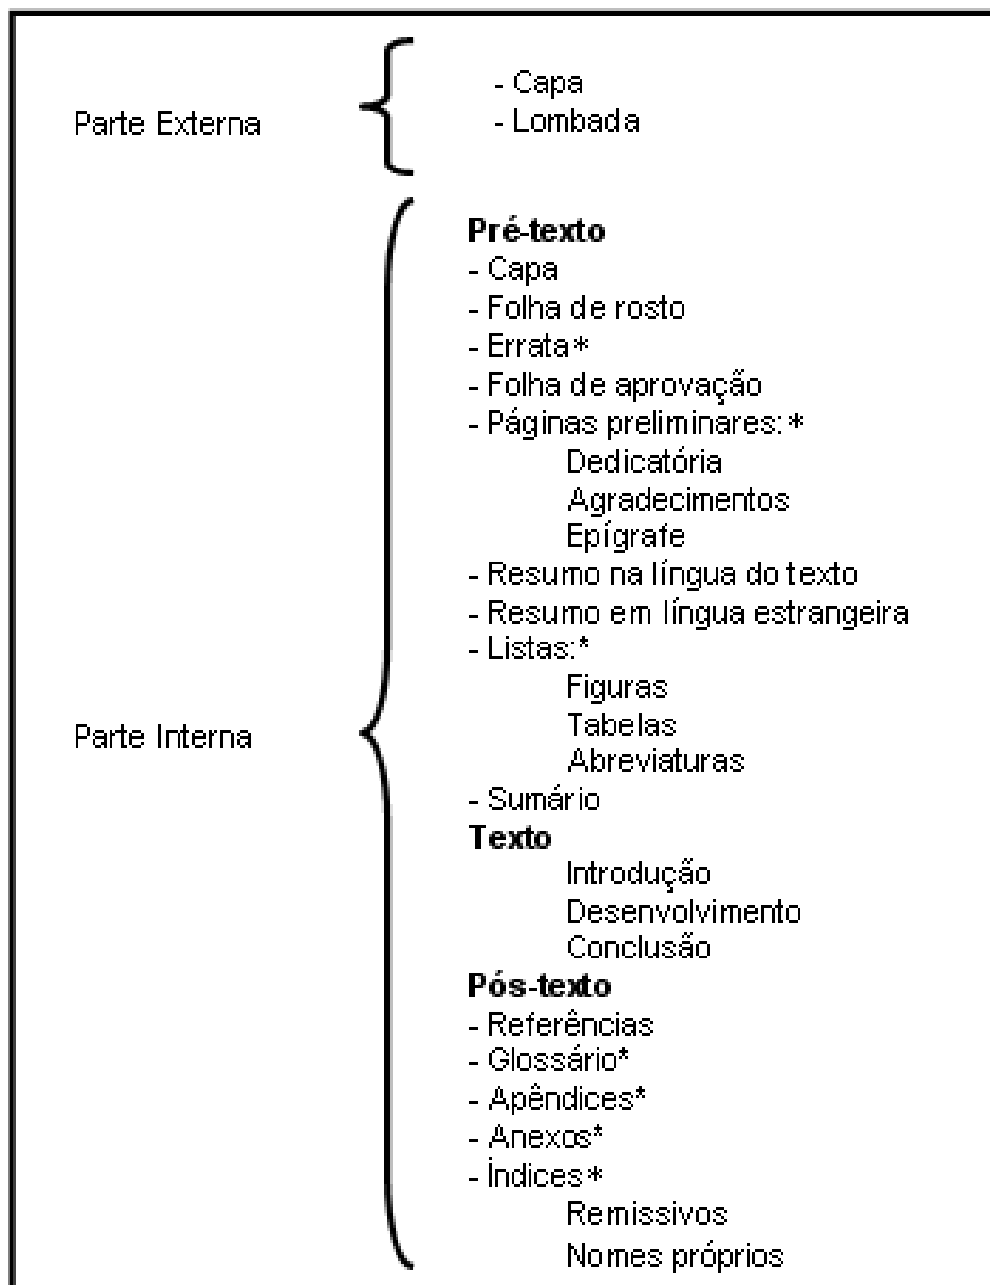 Parte Externa
- Capa
- Lombada
Parte Interna
Pré-texto
- Capa
- Folha de rosto
- Errata*
- Folha de aprovação
- Páginas preliminares:*
Dedicatória
Agradecimentos
Epígrafe
- Resumo na língua do texto
- Resumo em língua estrangeira
- Listas:*
Figuras
Tabelas
Abreviaturas
- Sumário
Texto
Introdução
Desenvolvimento
Conclusão
Pós-texto
- Referências
- Glossário*
- Apêndices*
- Anexos*
- Índices*
Remissivos
Nomes próprios